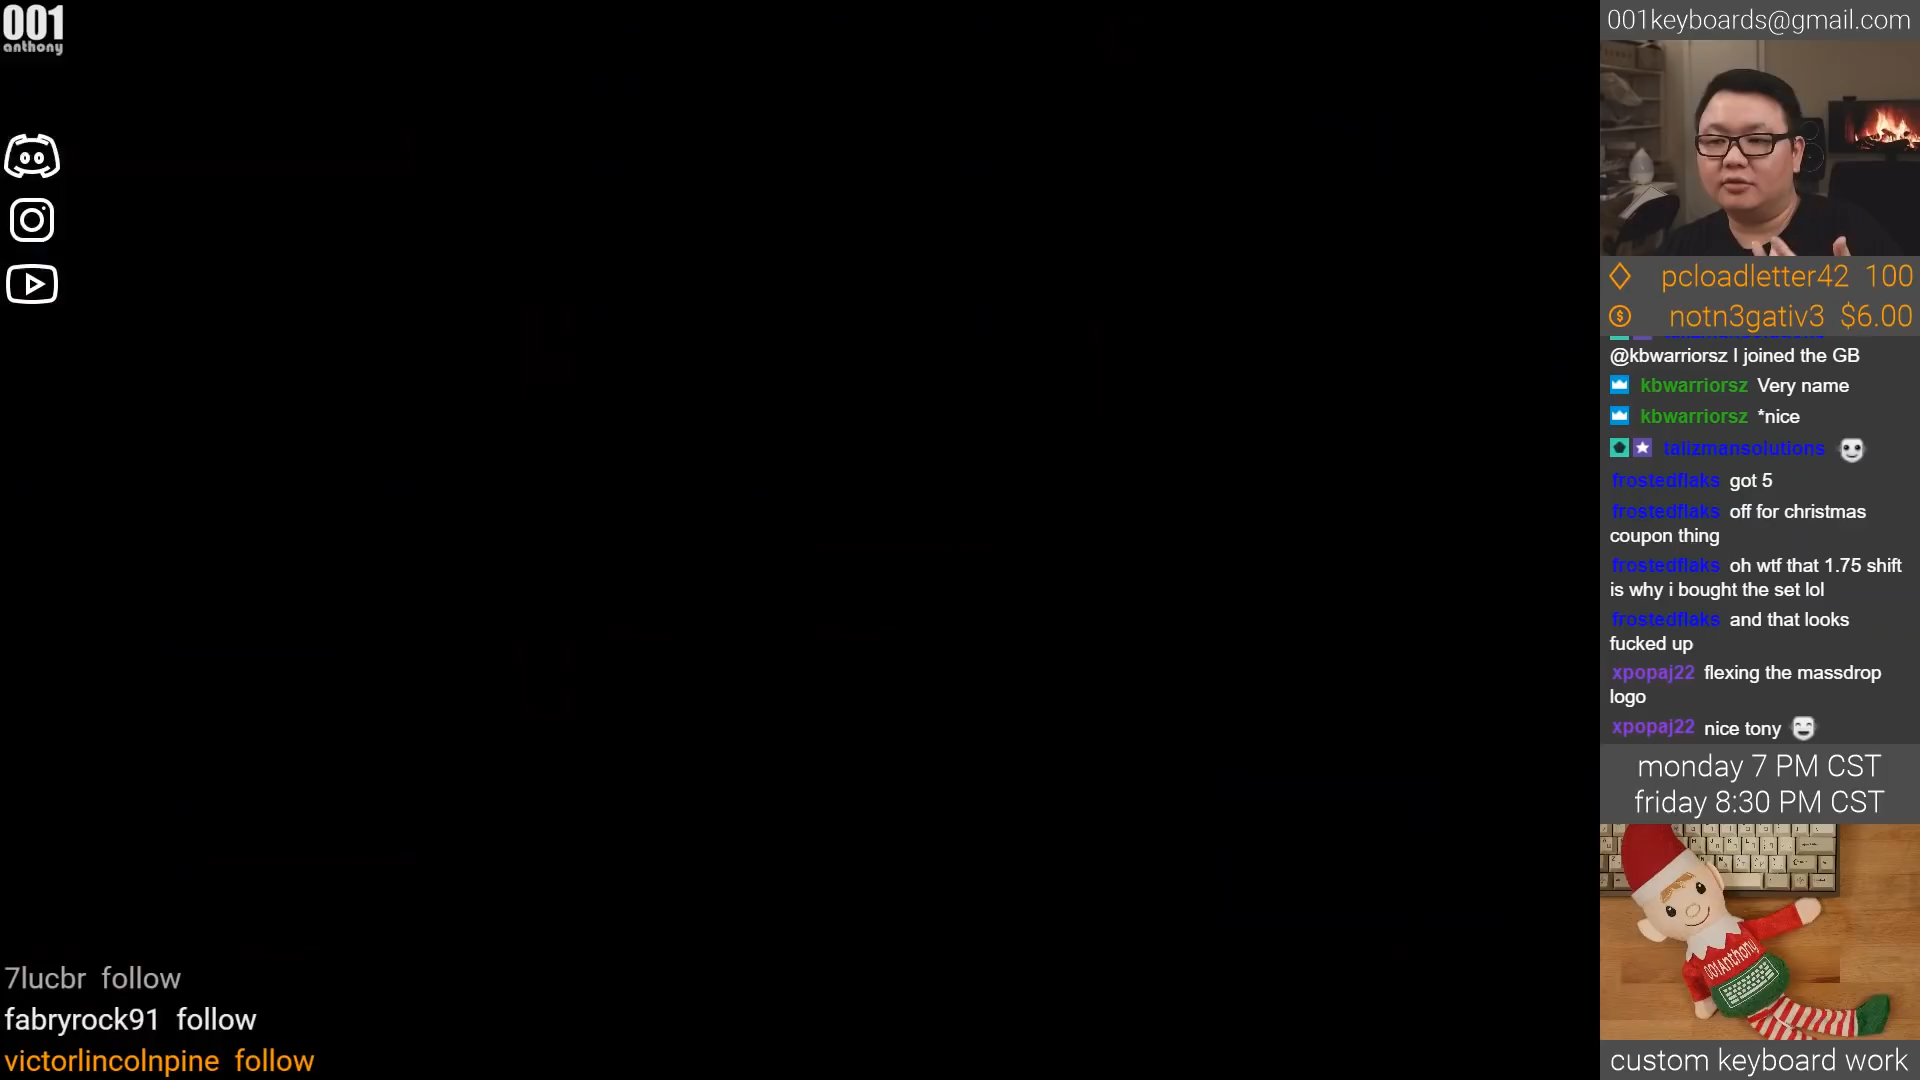 001
anthony
7lucbr follow
fabryrock91 follow
victorlincolnpine follow
001keyboards@gmail.com
pcloadletter42 100
notn3gativ3 $6.00
@kbwarriorsz I joined the GB
kbwarriorsz Very name
kbwarriorsz *nice
talizmansolutions
frostedflaks got 5
frostedflaks off for christmas
coupon thing
frostedflaks oh wtf that 1.75 shift
is why i bought the set lol
frostedflaks and that looks
fucked up
xpopaj22 flexing the massdrop
logo
xpopaj22 nice tony
monday 7 PM CST
friday 8:30 PM CST
001Anthony
custom keyboard work